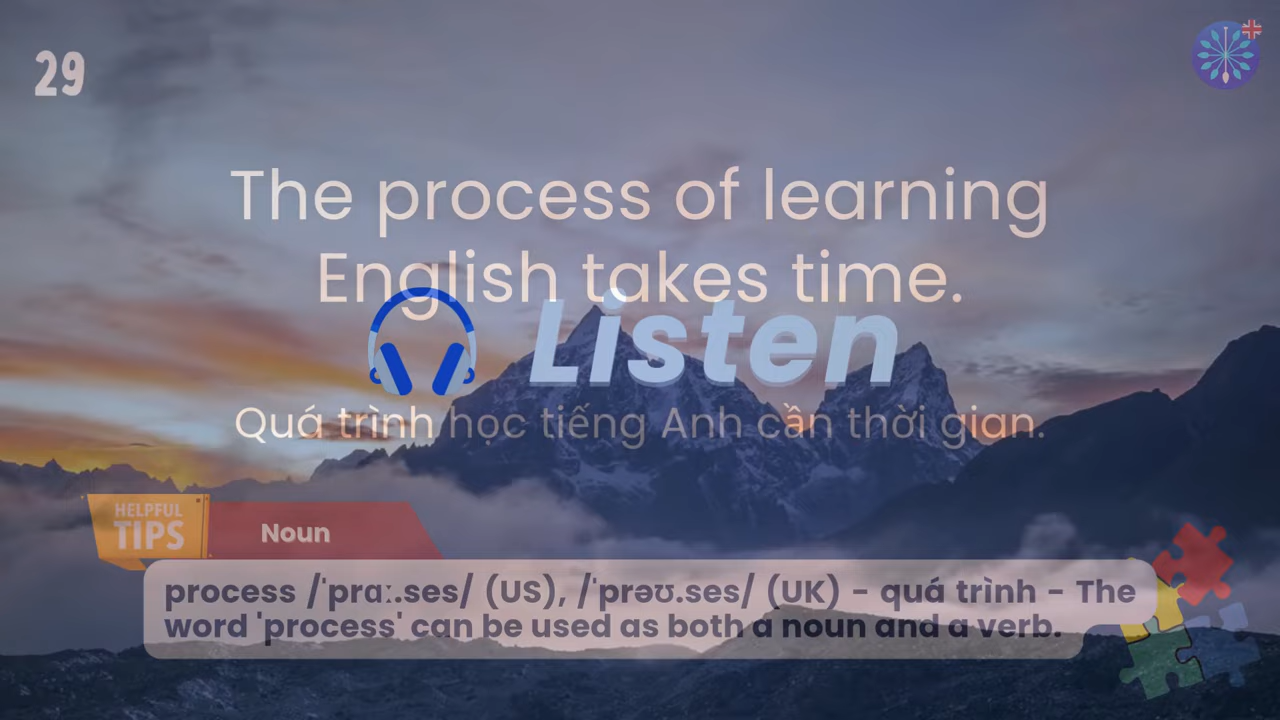 29
The process of learning
English takes time.
Listen
Quá trình học tiếng Anh cần thời gian.
HELPFUL
TIPS
Noun
process /ˈprɑː.ses/ (US), /ˈprəʊ.ses/ (UK) - quá trình - The
word 'process' can be used as both a noun and a verb.